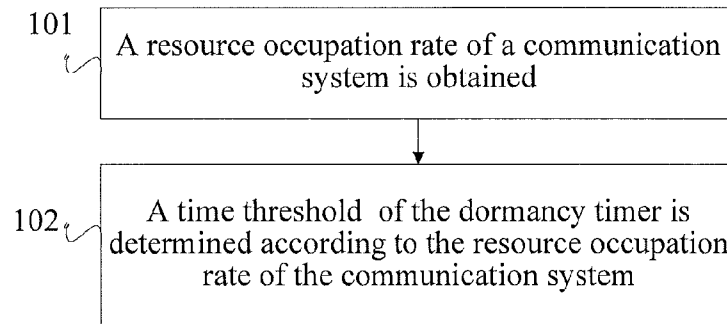 101
A resource occupation rate of a communication
system is obtained
102
A time threshold of the dormancy timer is
determined according to the resource occupation
rate of the communication system